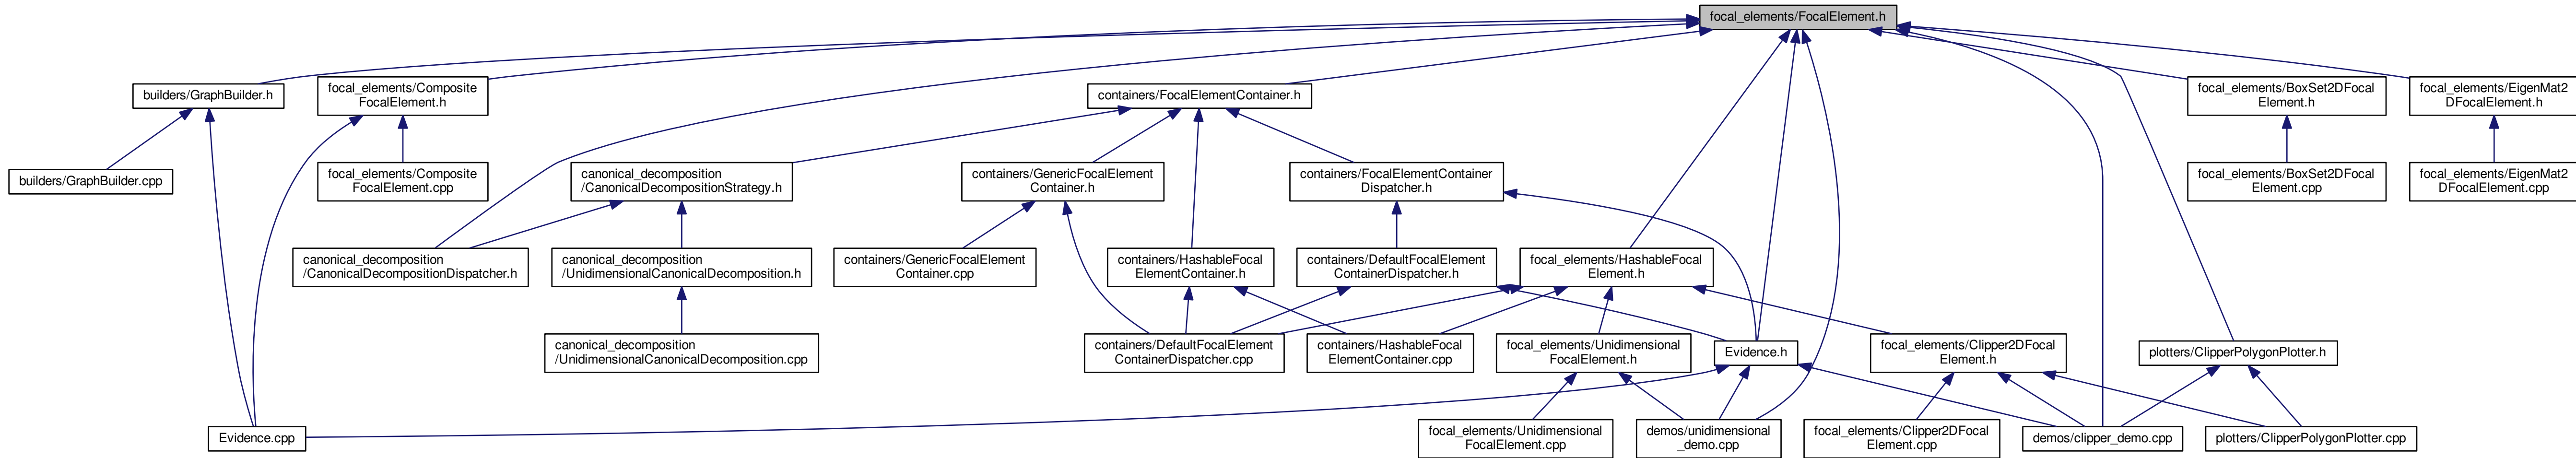 focal_elements/FocalElement.h
builders/GraphBuilder.h
focal_elements/Composite
FocalElement.h
containers/FocalElementContainer.h
focal_elements/BoxSet2DFocal
Element.h
focal_elements/EigenMat2
DFocalElement.h
builders/GraphBuilder.cpp
focal_elements/Composite
FocalElement.cpp
canonical_decomposition
/CanonicalDecompositionStrategy.h
containers/GenericFocalElement
Container.h
containers/FocalElementContainer
Dispatcher.h
focal_elements/BoxSet2DFocal
Element.cpp
focal_elements/EigenMat2
DFocalElement.cpp
canonical_decomposition
/CanonicalDecompositionDispatcher.h
canonical_decomposition
/UnidimensionalCanonicalDecomposition.h
containers/GenericFocalElement
Container.cpp
containers/HashableFocal
ElementContainer.h
containers/DefaultFocalElement
ContainerDispatcher.h
focal_elements/HashableFocal
Element.h
canonical_decomposition
/UnidimensionalCanonicalDecomposition.cpp
containers/DefaultFocalElement
ContainerDispatcher.cpp
containers/HashableFocal
ElementContainer.cpp
focal_elements/Unidimensional
FocalElement.h
Evidence.h
focal_elements/Clipper2DFocal
Element.h
plotters/ClipperPolygonPlotter.h
Evidence.cpp
focal_elements/Unidimensional
FocalElement.cpp
demos/unidimensional
_demo.cpp
focal_elements/Clipper2DFocal
Element.cpp
demos/clipper_demo.cpp
plotters/ClipperPolygonPlotter.cpp